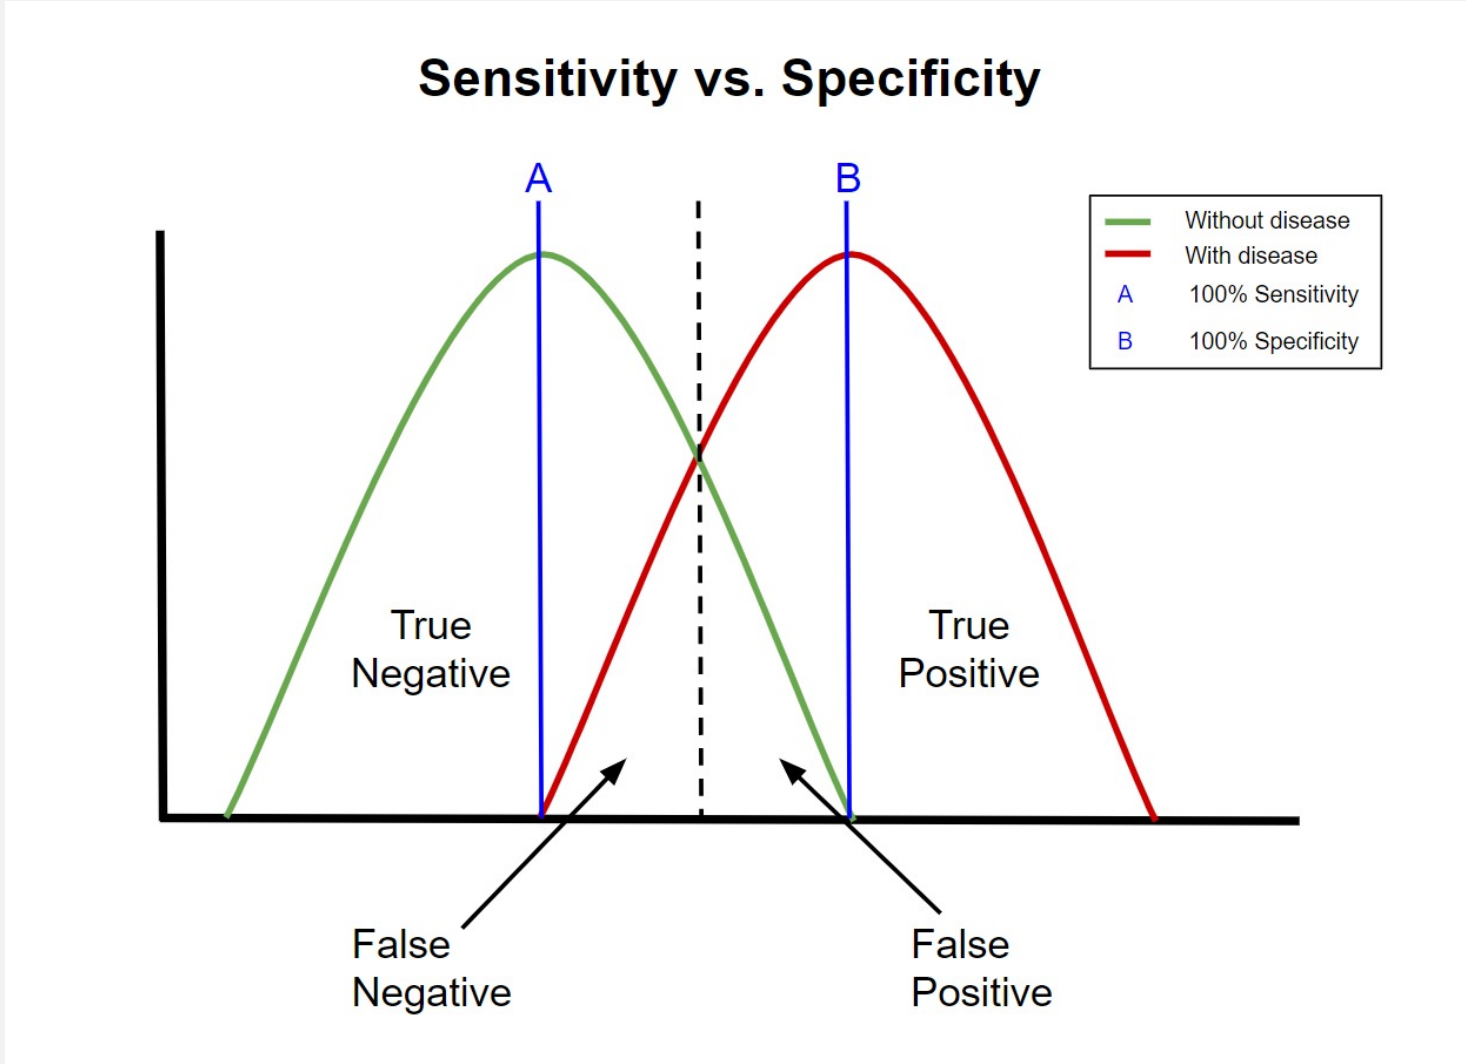 Sensitivity vs. Specificity
A
B
Without disease
With disease
A 100% Sensitivity
B 100% Specificity
True
Negative
True
Positive
False
Negative
False
Positive